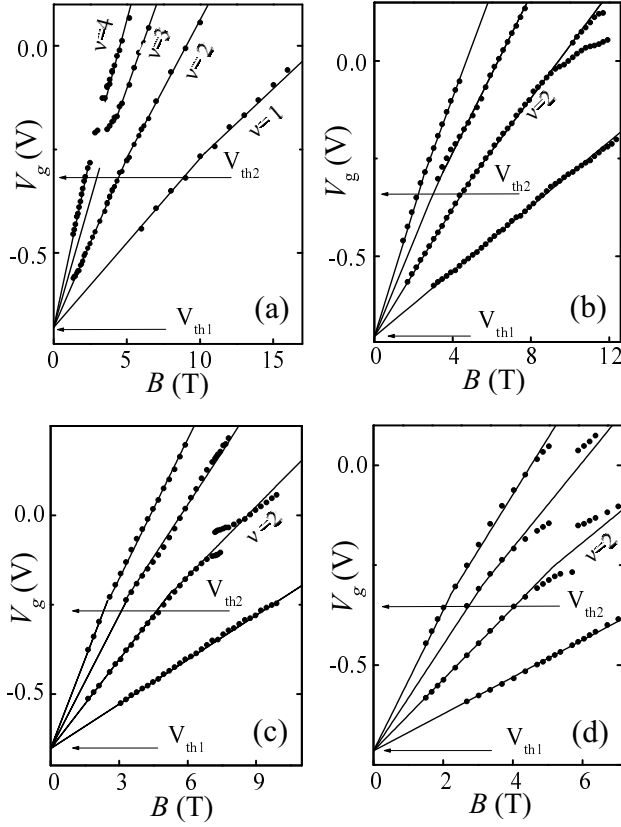 ν=4
ν=3
ν=2
ν=1
0.0
-0.5
V_g (V)
V_th2
V_th1
(a)
0 5 10 15
B (T)
0.0
-0.5
V_g (V)
ν=2
V_th2
V_th1
(b)
0 4 8 12
B (T)
0.0
-0.5
V_g (V)
ν=2
V_th2
V_th1
(c)
0 3 6 9
B (T)
0.0
-0.5
V_g (V)
ν=2
V_th2
V_th1
(d)
0 2 4 6
B (T)